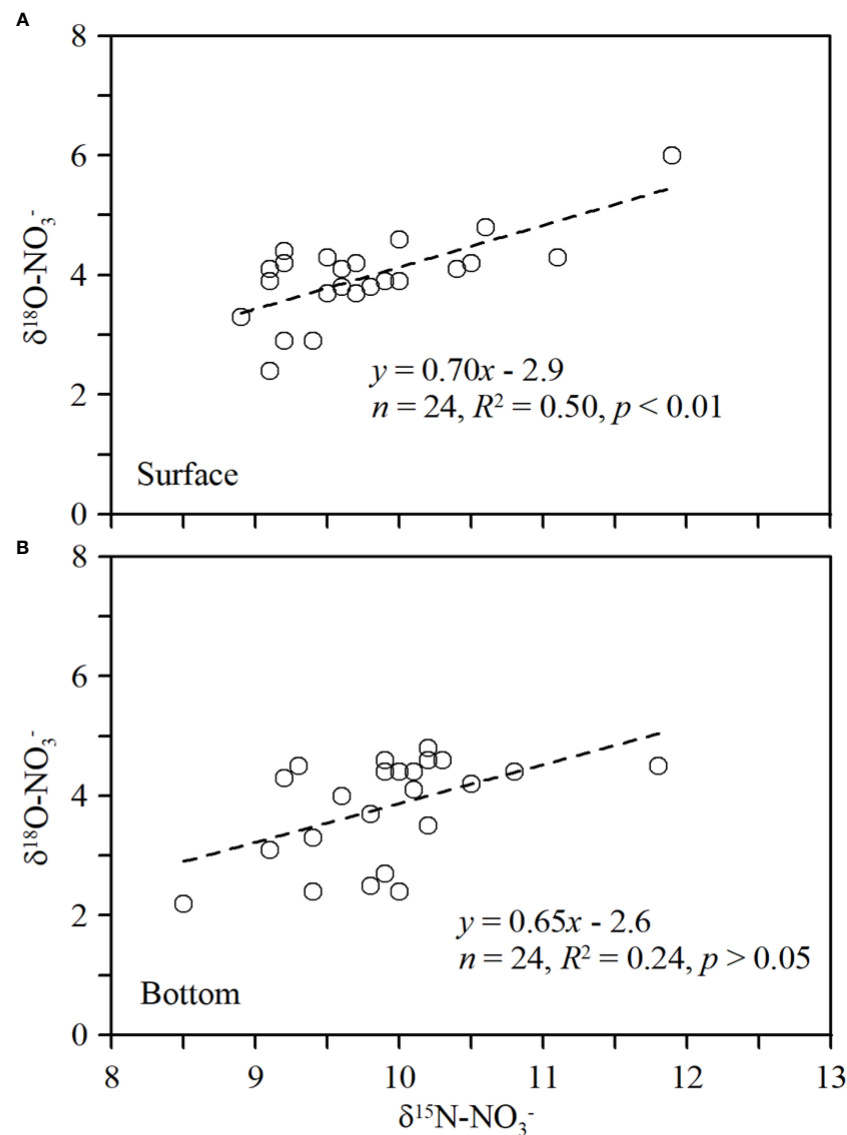 A
8
6
4
2
0
δ¹⁸O-NO₃⁻
y = 0.70x - 2.9
n = 24, R² = 0.50, p < 0.01
Surface
B
8
6
4
2
0
δ¹⁸O-NO₃⁻
y = 0.65x - 2.6
n = 24, R² = 0.24, p > 0.05
Bottom
8 9 10 11 12 13
δ¹⁵N-NO₃⁻